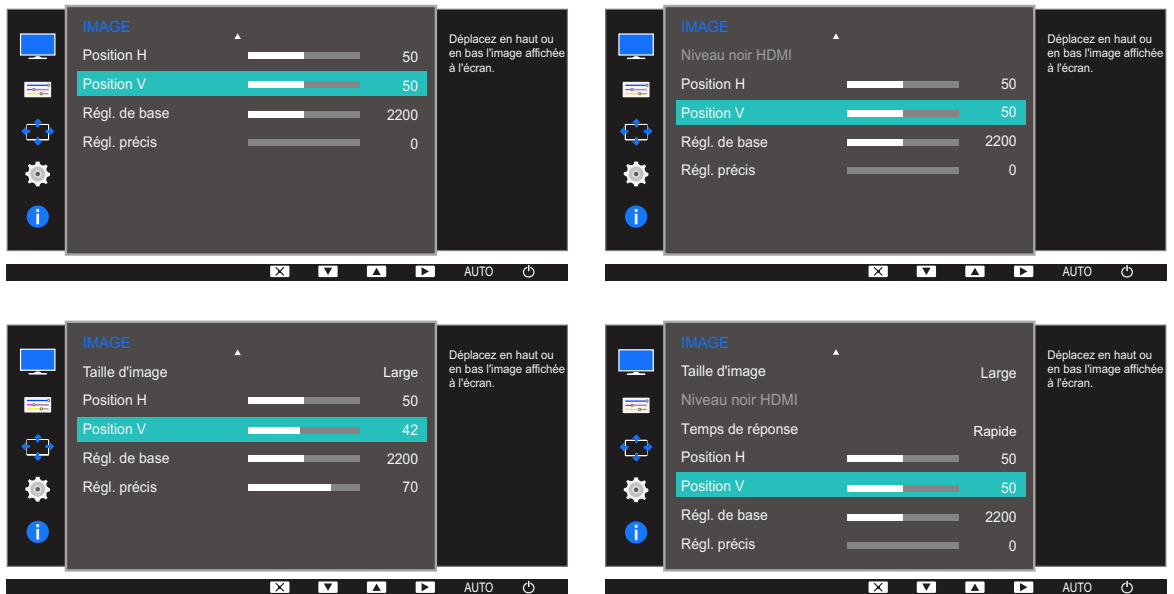 IMAGE
Position H 50
Position V 50
Régl. de base 2200
Régl. précis 0
Déplacez en haut ou
en bas l'image affichée
à l'écran.
AUTO
IMAGE
Niveau noir HDMI
Position H 50
Position V 50
Régl. de base 2200
Régl. précis 0
Déplacez en haut ou
en bas l'image affichée
à l'écran.
AUTO
IMAGE
Taille d'image Large
Position H 50
Position V 42
Régl. de base 2200
Régl. précis 70
Déplacez en haut ou
en bas l'image affichée
à l'écran.
AUTO
IMAGE
Taille d'image Large
Niveau noir HDMI
Temps de réponse Rapide
Position H 50
Position V 50
Régl. de base 2200
Régl. précis 0
Déplacez en haut ou
en bas l'image affichée
à l'écran.
AUTO